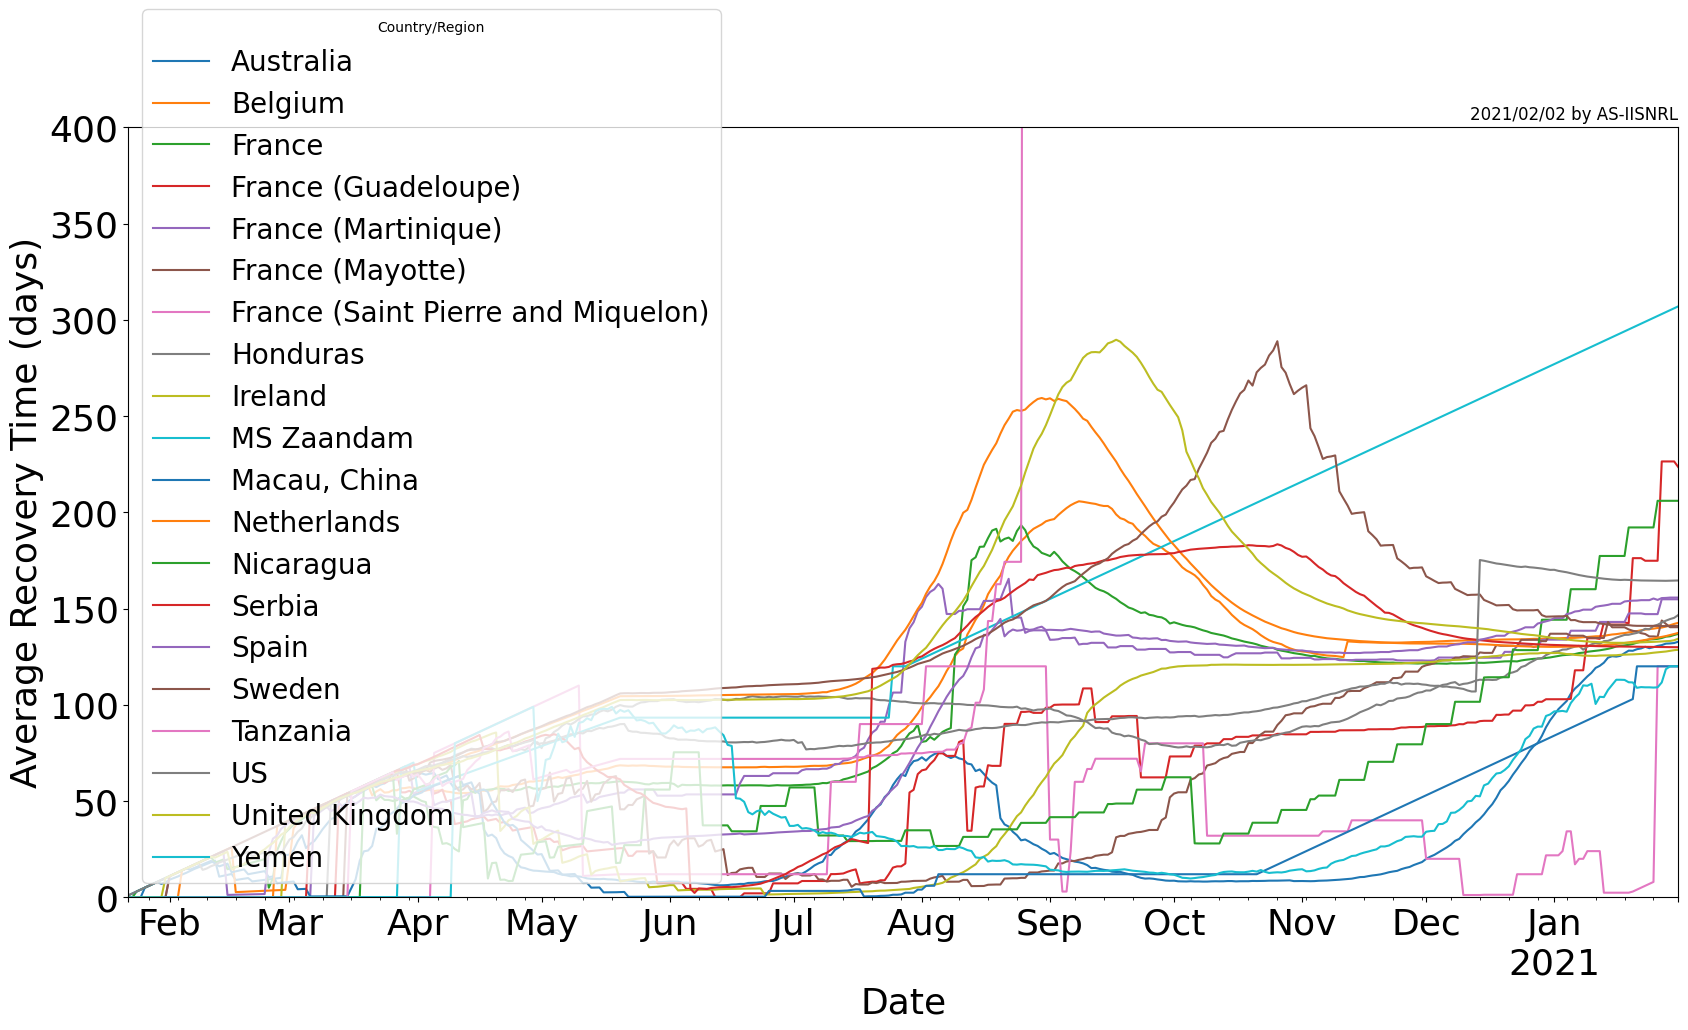 Country/Region
Australia
Belgium
France
France (Guadeloupe)
France (Martinique)
France (Mayotte)
France (Saint Pierre and Miquelon)
Honduras
Ireland
MS Zaandam
Macau, China
Netherlands
Nicaragua
Serbia
Spain
Sweden
Tanzania
US
United Kingdom
Yemen
2021/02/02 by AS-IISNRL
Average Recovery Time (days)
400
350
300
250
200
150
100
50
0
Feb Mar Apr May Jun Jul Aug Sep Oct Nov Dec Jan
2021
Date